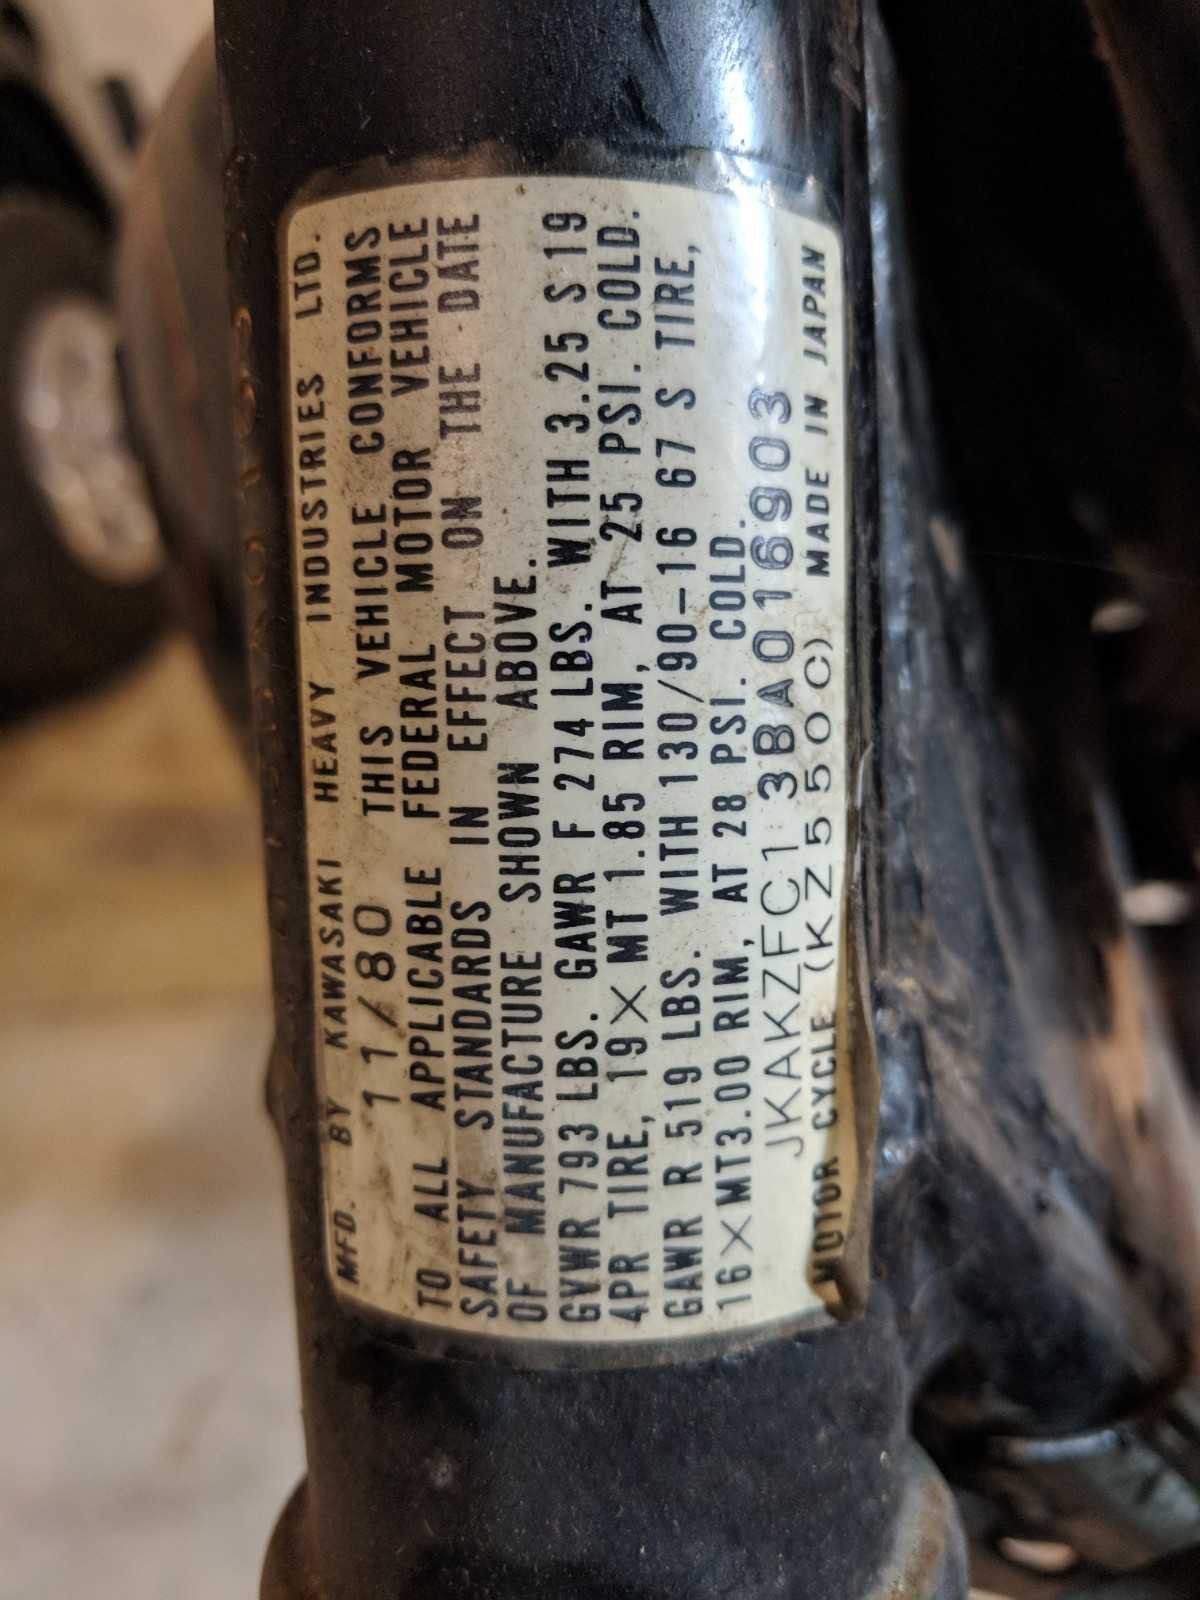 MFD. BY KAWASAKI HEAVY INDUSTRIES LTD.
11/80 THIS VEHICLE CONFORMS
TO ALL APPLICABLE FEDERAL MOTOR VEHICLE
SAFETY STANDARDS IN EFFECT ON THE DATE
OF MANUFACTURE SHOWN ABOVE.
GVWR 793 LBS. GAWR F 274 LBS. WITH 3.25 S 19
4PR TIRE, 19×MT 1.85 RIM, AT 25 PSI. COLD.
GAWR R 519 LBS. WITH 130/90-16 67 S TIRE,
16×MT3.00 RIM, AT 28 PSI. COLD.
JKAKZFC13BA016903
MOTOR CYCLE (KZ550C) MADE IN JAPAN